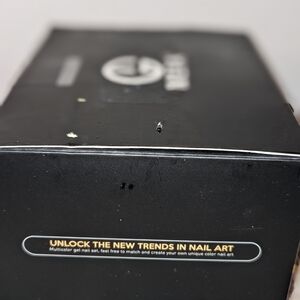 UNLOCK THE NEW TRENDS IN NAIL ART
Multicolor gel nail set, feel free to match and create your own unique color nail art